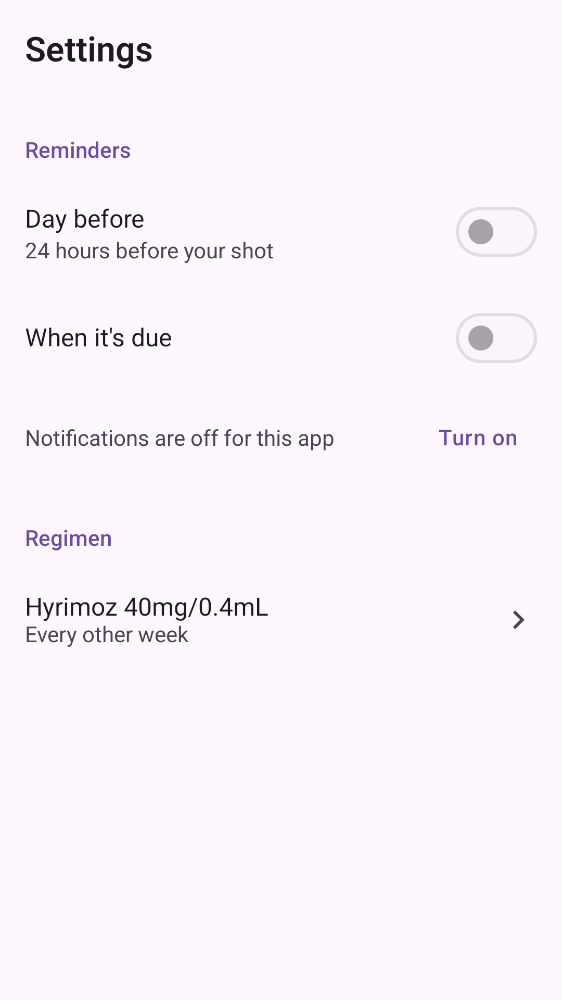 Settings
Reminders
Day before
24 hours before your shot
When it's due
Notifications are off for this app
Turn on
Regimen
Hyrimoz 40mg/0.4mL
Every other week